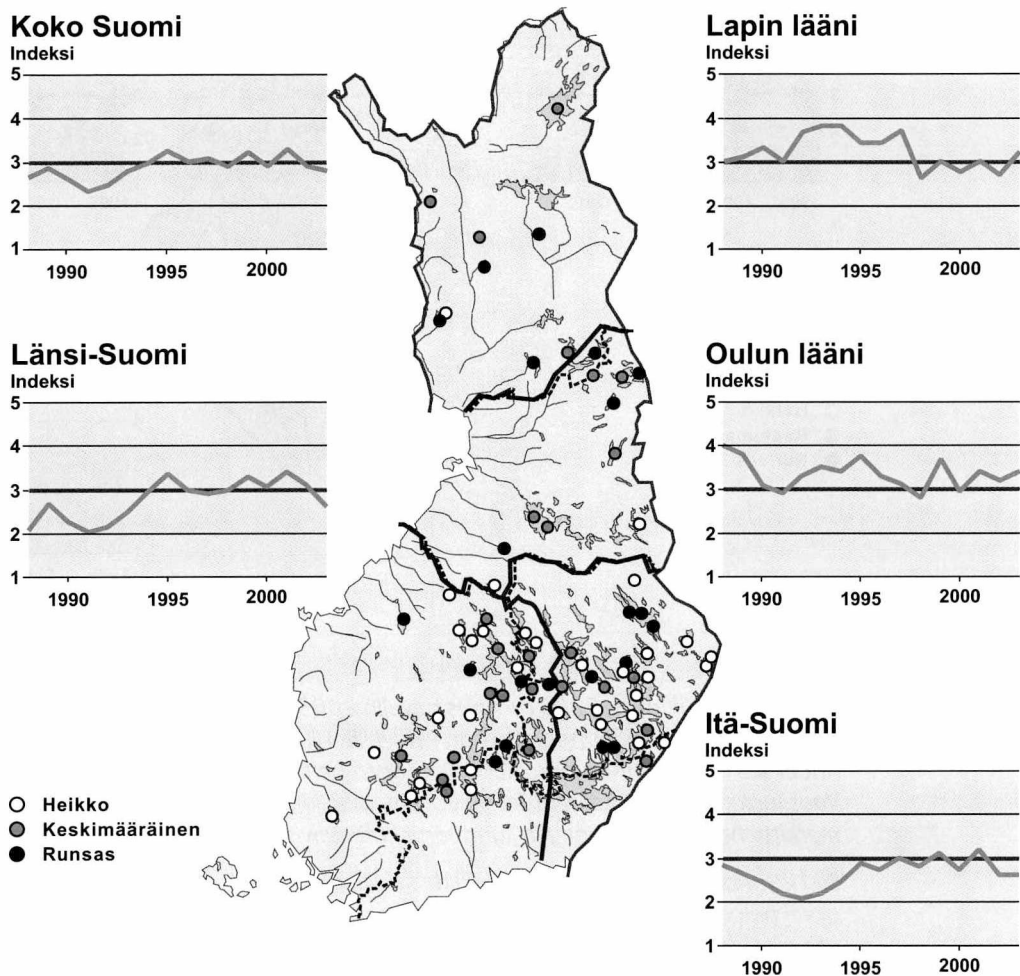 Koko Suomi
Indeksi
5
4
3
2
1
1990 1995 2000
Lapin lääni
Indeksi
5
4
3
2
1
1990 1995 2000
Länsi-Suomi
Indeksi
5
4
3
2
1
1990 1995 2000
Oulun lääni
Indeksi
5
4
3
2
1
1990 1995 2000
Itä-Suomi
Indeksi
5
4
3
2
1
1990 1995 2000
Heikko
Keskimääräinen
Runsas